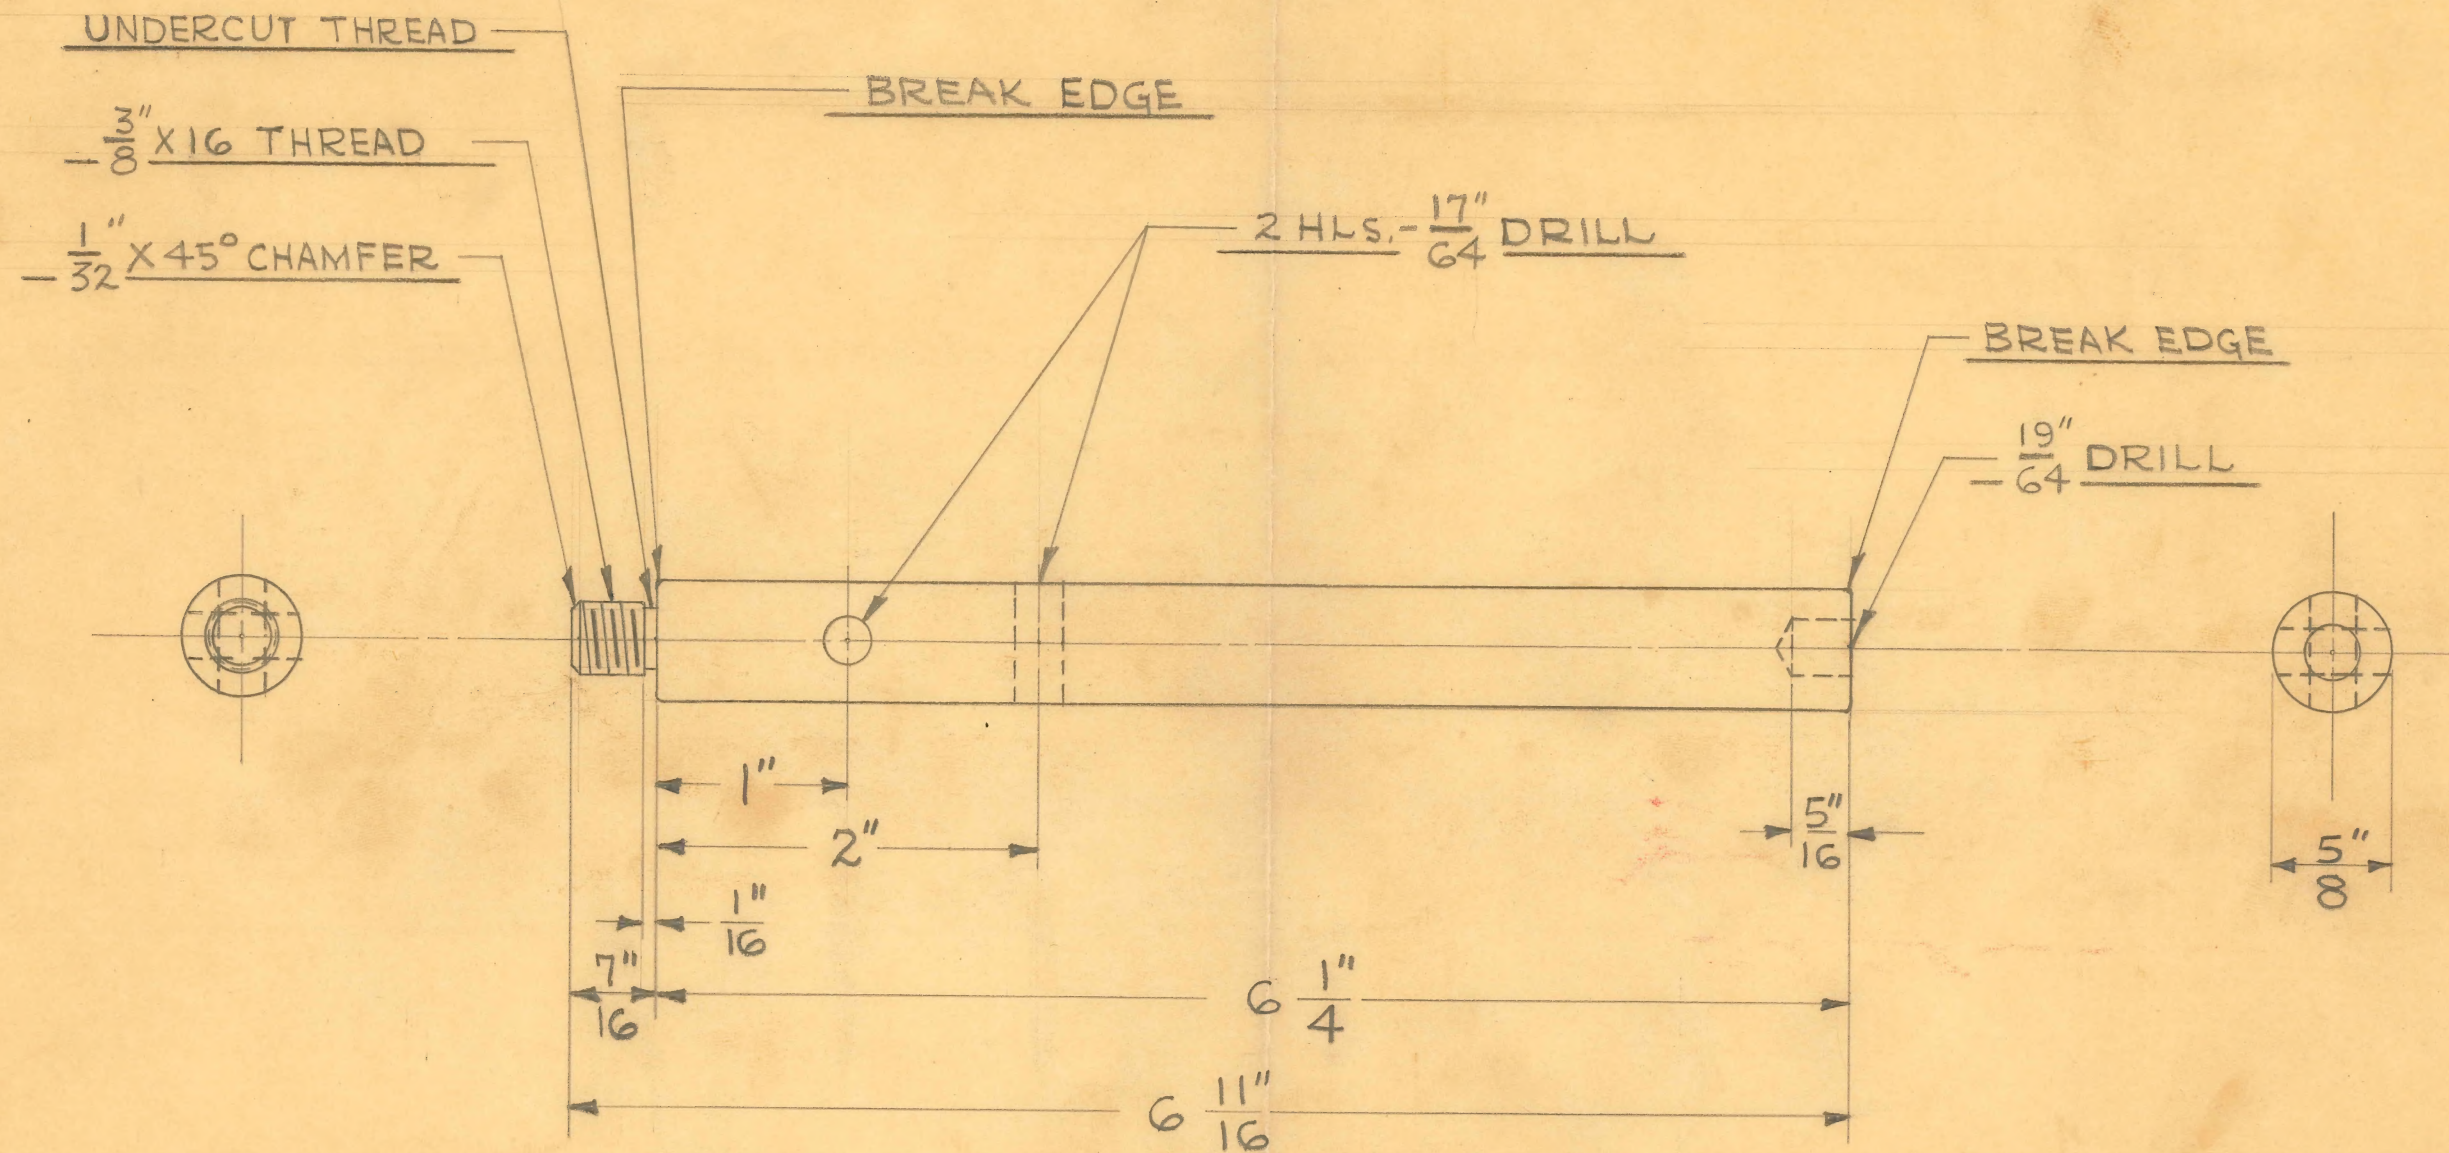 UNDERCUT THREAD
BREAK EDGE
3/8" X 16 THREAD
1/32" X 45° CHAMFER
2 HLS. - 17/64" DRILL
BREAK EDGE
19/64" DRILL
1"
2"
5/16"
5/8"
1/16"
7/16"
6 1/4"
6 11/16"